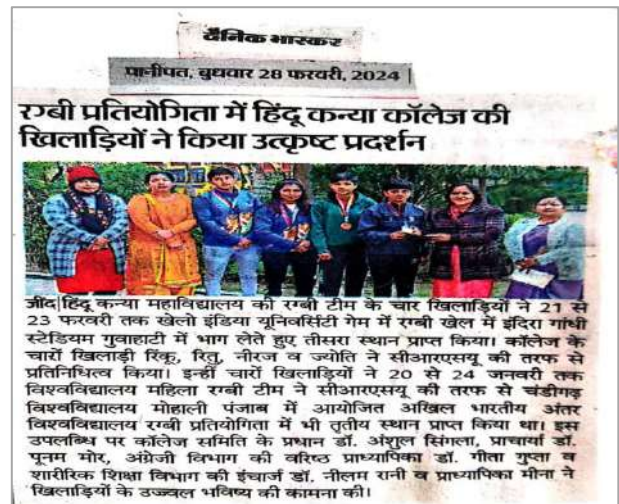 दैनिक भास्कर
पानीपत, बुधवार 28 फरवरी, 2024
रग्बी प्रतियोगिता में हिंदू कन्या कॉलेज की
खिलाड़ियों ने किया उत्कृष्ट प्रदर्शन
जींद|हिंदू कन्या महाविद्यालय की रग्बी टीम के चार खिलाड़ियों ने 21 से
23 फरवरी तक खेलो इंडिया यूनिवर्सिटी गेम में रग्बी खेल में इंदिरा गांधी
स्टेडियम गुवाहाटी में भाग लेते हुए तीसरा स्थान प्राप्त किया। कॉलेज के
चारों खिलाड़ी रिंकू, रितु, नीरज व ज्योति ने सीआरएसयू की तरफ से
प्रतिनिधित्व किया। इन्हीं चारों खिलाड़ियों ने 20 से 24 जनवरी तक
विश्वविद्यालय महिला रग्बी टीम ने सीआरएसयू की तरफ से चंडीगढ़
विश्वविद्यालय मोहाली पंजाब में आयोजित अखिल भारतीय अंतर
विश्वविद्यालय रग्बी प्रतियोगिता में भी तृतीय स्थान प्राप्त किया था। इस
उपलब्धि पर कॉलेज समिति के प्रधान डॉ. अंशुल सिंगला, प्राचार्या डॉ.
पूनम मोर, अंग्रेजी विभाग की वरिष्ठ प्राध्यापिका डॉ. गीता गुप्ता व
शारीरिक शिक्षा विभाग की इंचार्ज डॉ. नीलम रानी व प्राध्यापिका मीना ने
खिलाड़ियों के उज्ज्वल भविष्य की कामना की।